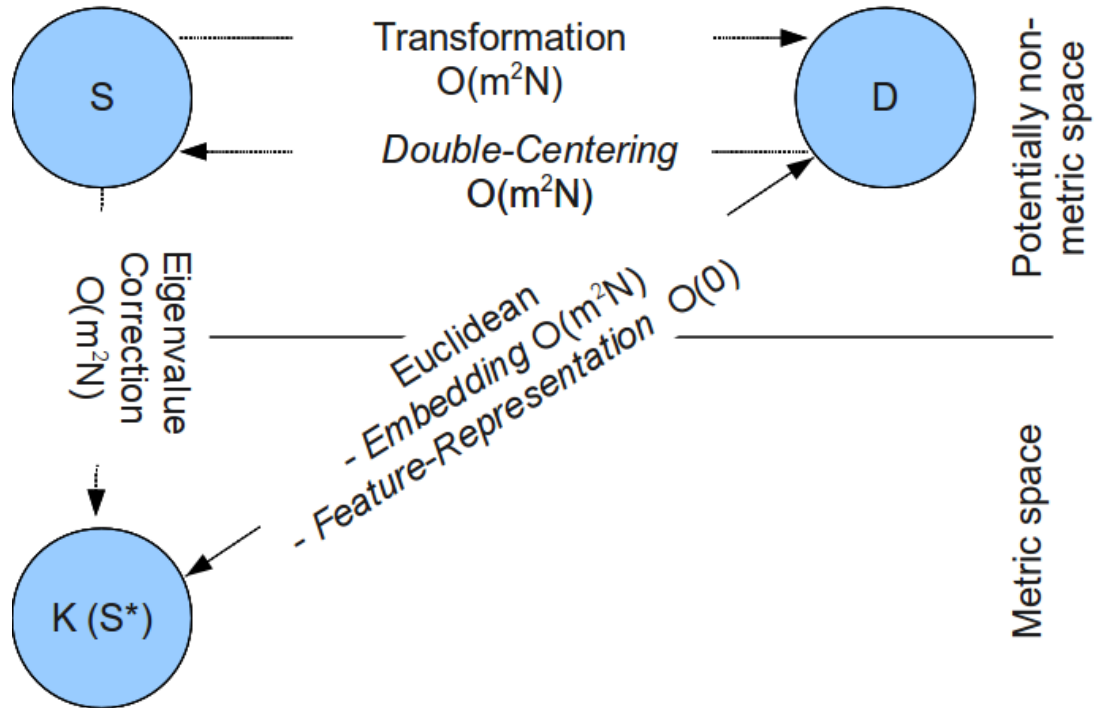 S
Transformation
O(m²N)
D
Double-Centering
O(m²N)
Potentially non-
metric space
Eigenvalue
Correction
O(m²N)
Euclidean
- Embedding O(m²N)
- Feature-Representation O(0)
Metric space
K (S*)